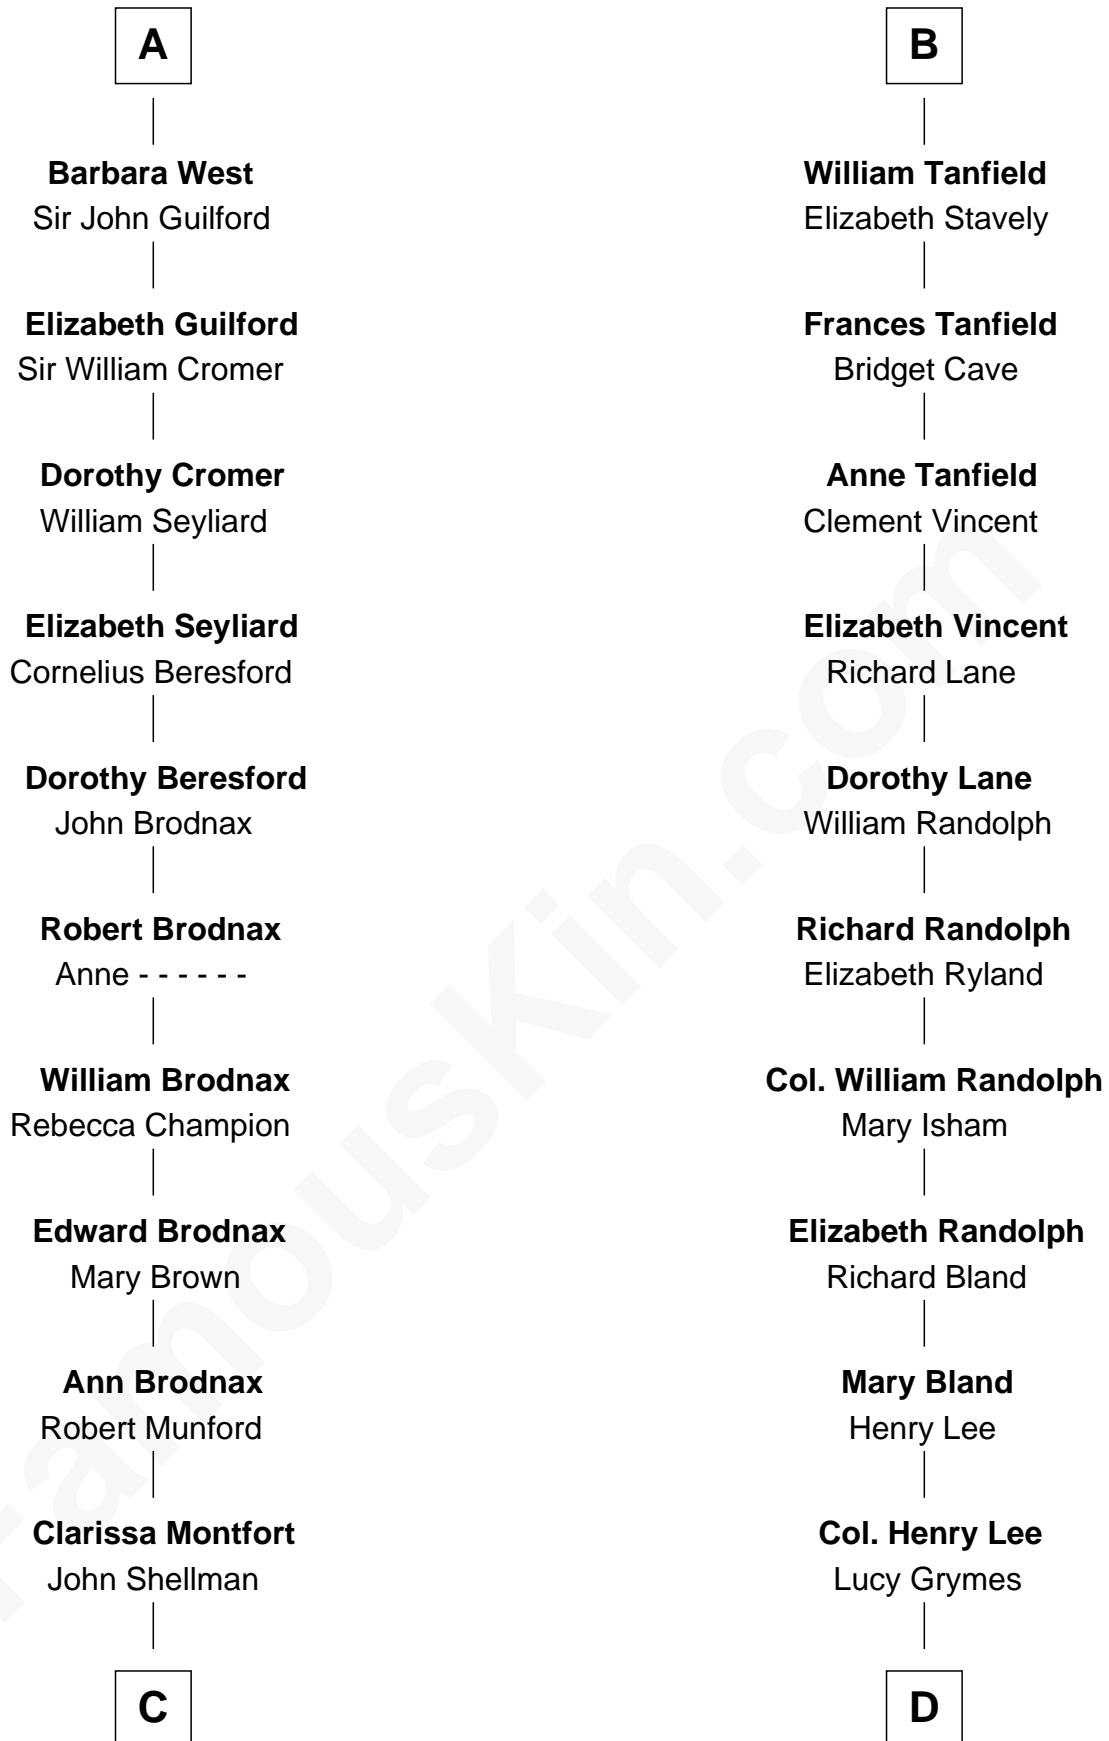 A
Barbara West
Sir John Guilford
Elizabeth Guilford
Sir William Cromer
Dorothy Cromer
William Seyliard
Elizabeth Seyliard
Cornelius Beresford
Dorothy Beresford
John Brodnax
Robert Brodnax
Anne - - - - - -
William Brodnax
Rebecca Champion
Edward Brodnax
Mary Brown
Ann Brodnax
Robert Munford
Clarissa Montfort
John Shellman
C
B
William Tanfield
Elizabeth Stavely
Frances Tanfield
Bridget Cave
Anne Tanfield
Clement Vincent
Elizabeth Vincent
Richard Lane
Dorothy Lane
William Randolph
Richard Randolph
Elizabeth Ryland
Col. William Randolph
Mary Isham
Elizabeth Randolph
Richard Bland
Mary Bland
Henry Lee
Col. Henry Lee
Lucy Grymes
D
FamousKin.com